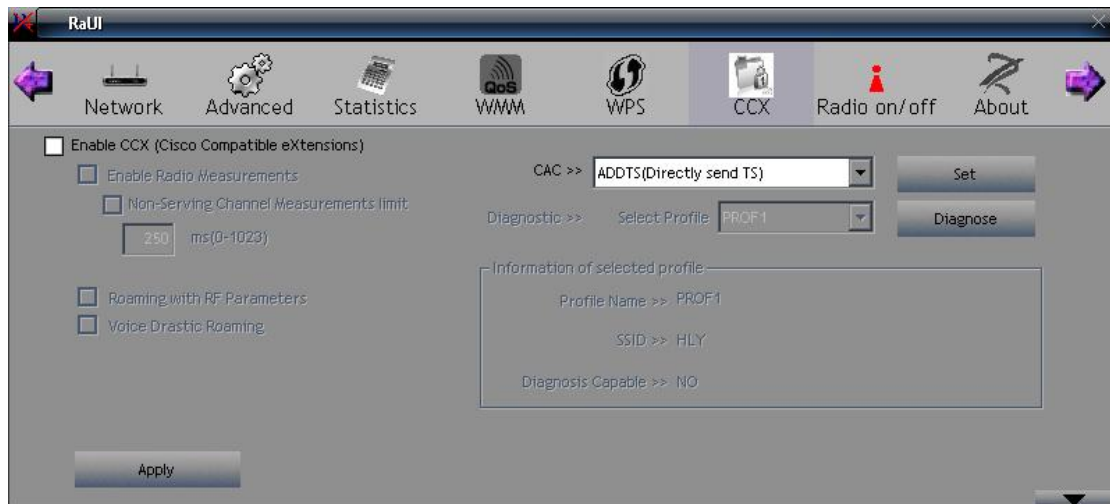 RaUI
Network Advanced Statistics QoS WMM WPS CCX Radio on/off About
Enable CCX (Cisco Compatible eXtensions)
Enable Radio Measurements
Non-Serving Channel Measurements limit
250 ms(0-1023)
Roaming with RF Parameters
Voice Drastic Roaming
Apply
CAC >> ADDTS(Directly send TS) Set
Diagnostic >> Select Profile PROF1 Diagnose
Information of selected profile
Profile Name >> PROF1
SSID >> HLY
Diagnosis Capable >> NO